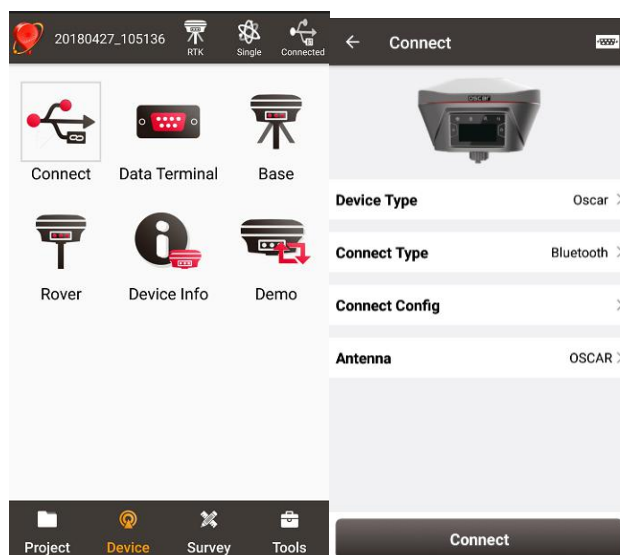 20180427_105136
RTK
Single
Connected
Connect
Data Terminal
Base
Rover
Device Info
Demo
Project
Device
Survey
Tools
Connect
OSCAR
Device Type
Oscar
Connect Type
Bluetooth
Connect Config
Antenna
OSCAR
Connect